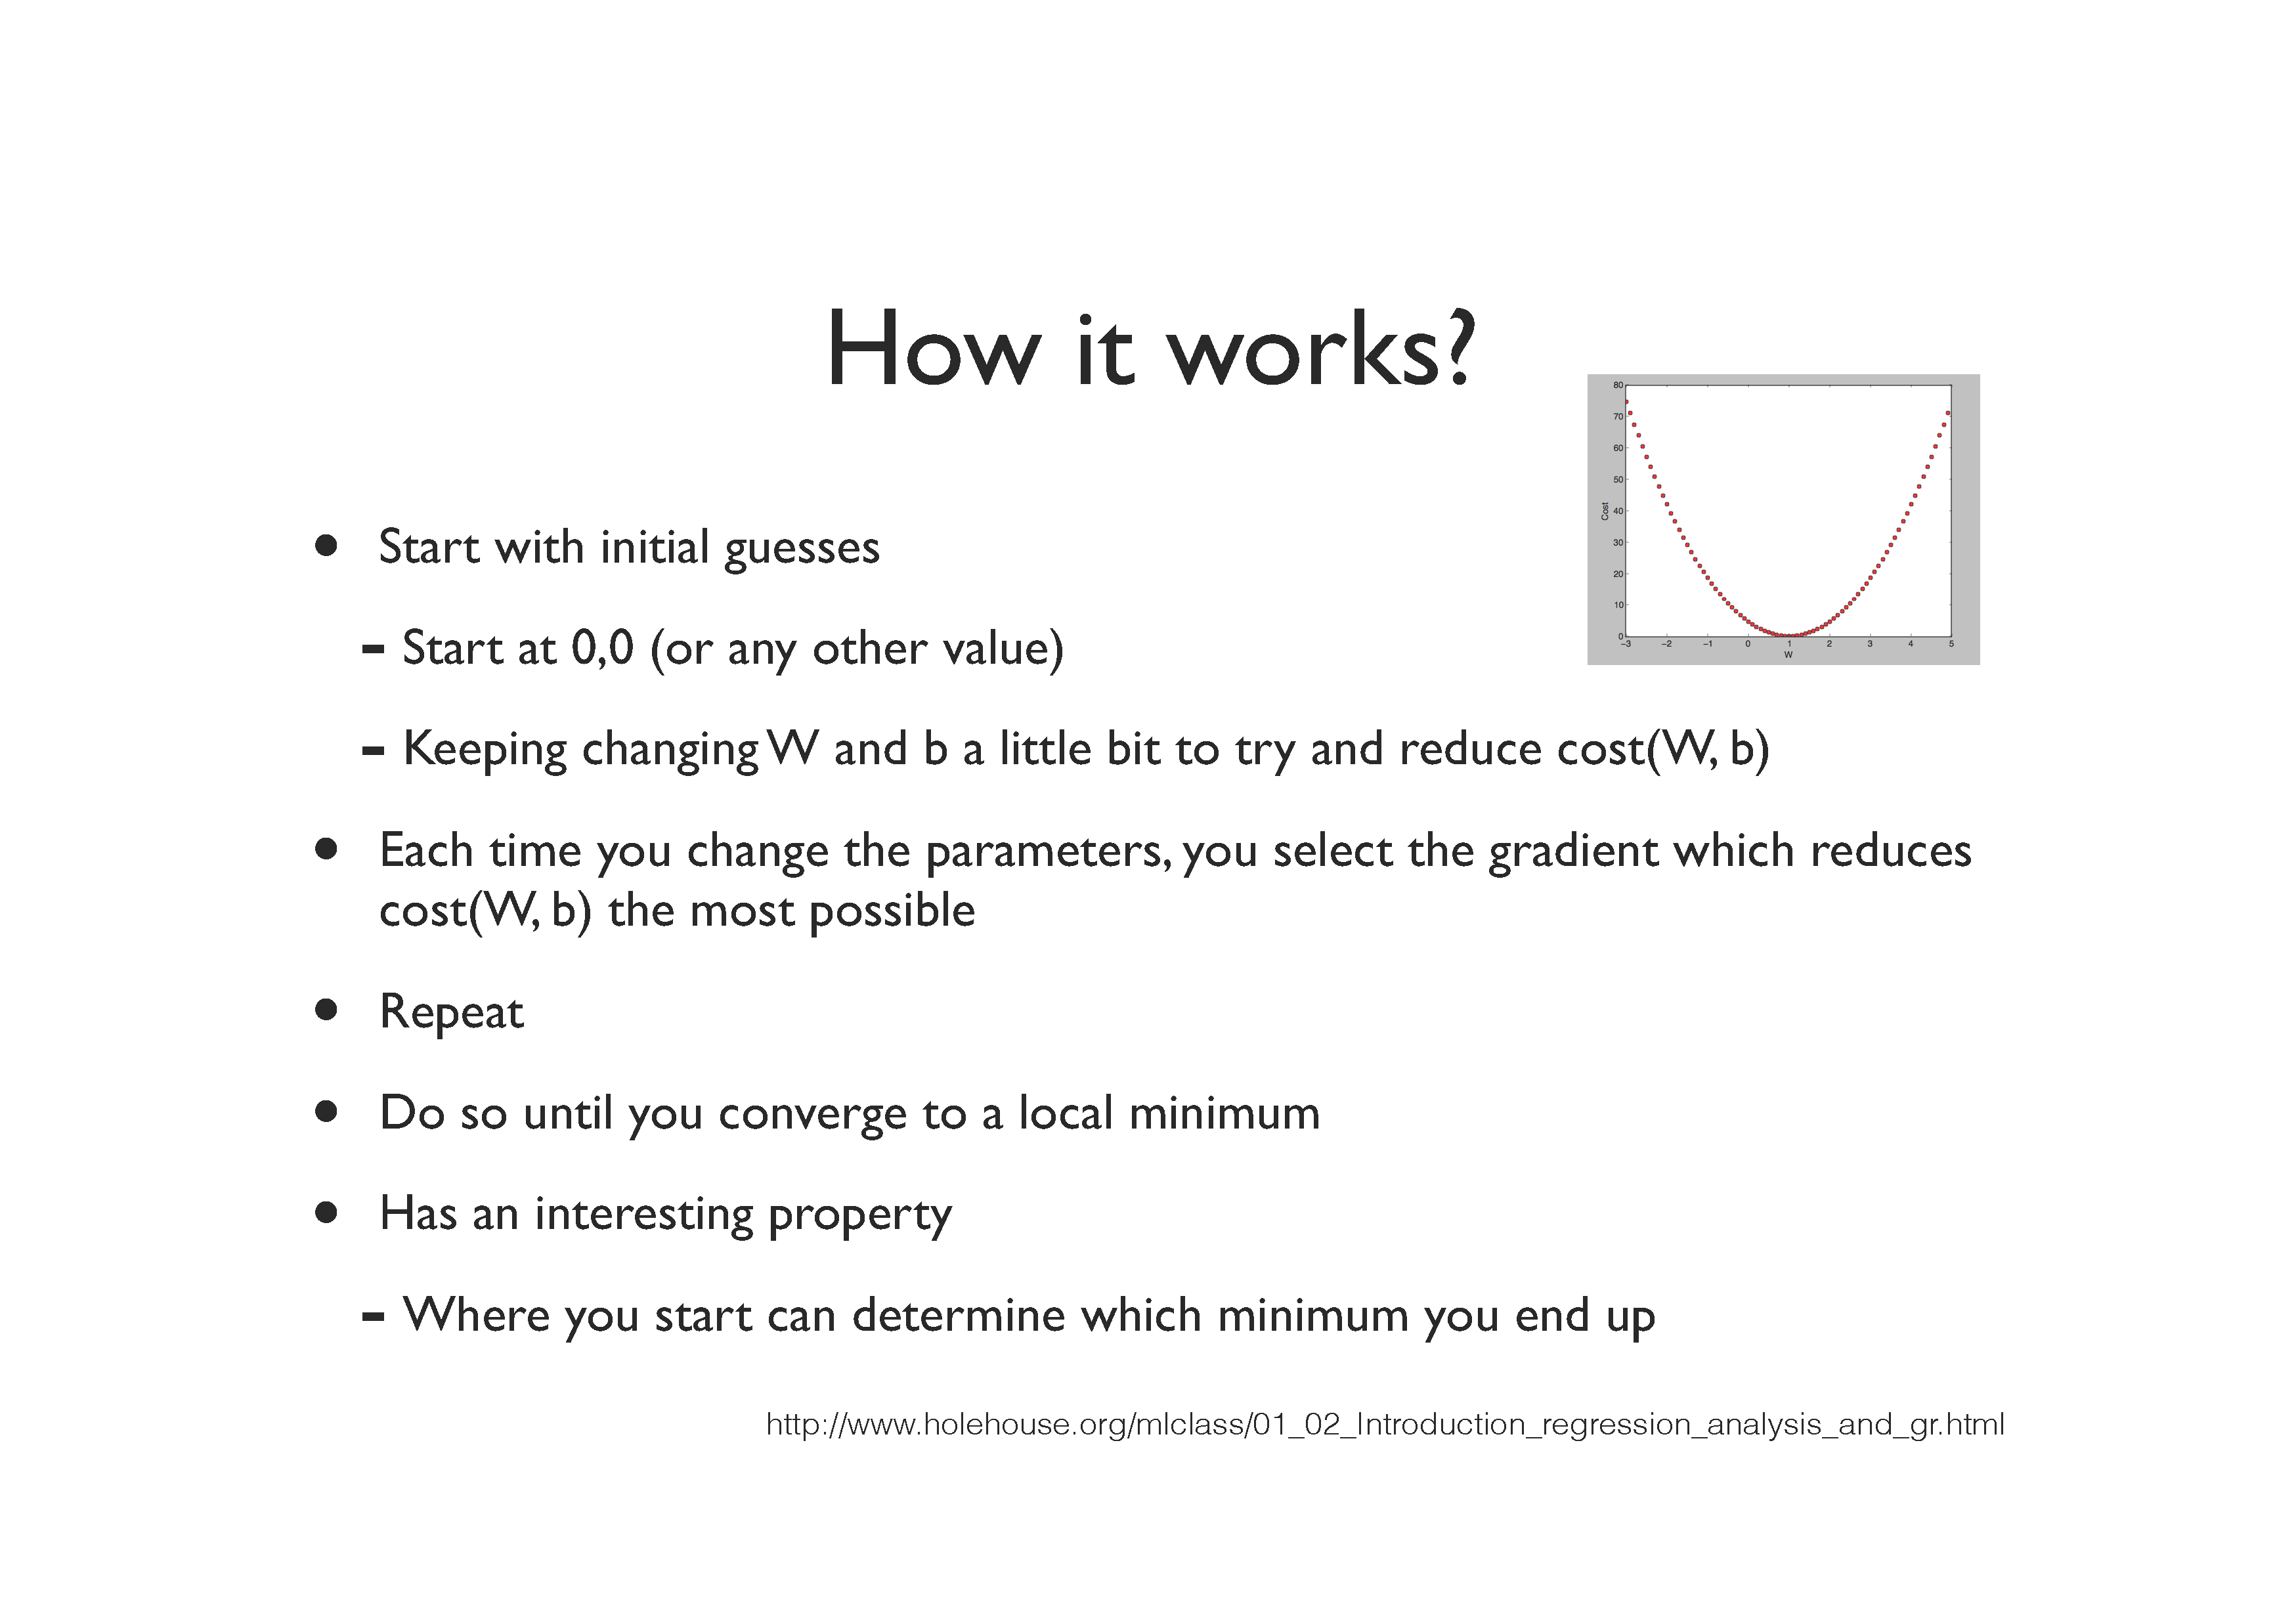 How it works?
80
70
60
50
40
30
20
10
0
Cost
−3 −2 −1 0 1 2 3 4 5
W
• Start with initial guesses
- Start at 0,0 (or any other value)
- Keeping changing W and b a little bit to try and reduce cost(W, b)
• Each time you change the parameters, you select the gradient which reduces
cost(W, b) the most possible
• Repeat
• Do so until you converge to a local minimum
• Has an interesting property
- Where you start can determine which minimum you end up
http://www.holehouse.org/mlclass/01_02_Introduction_regression_analysis_and_gr.html